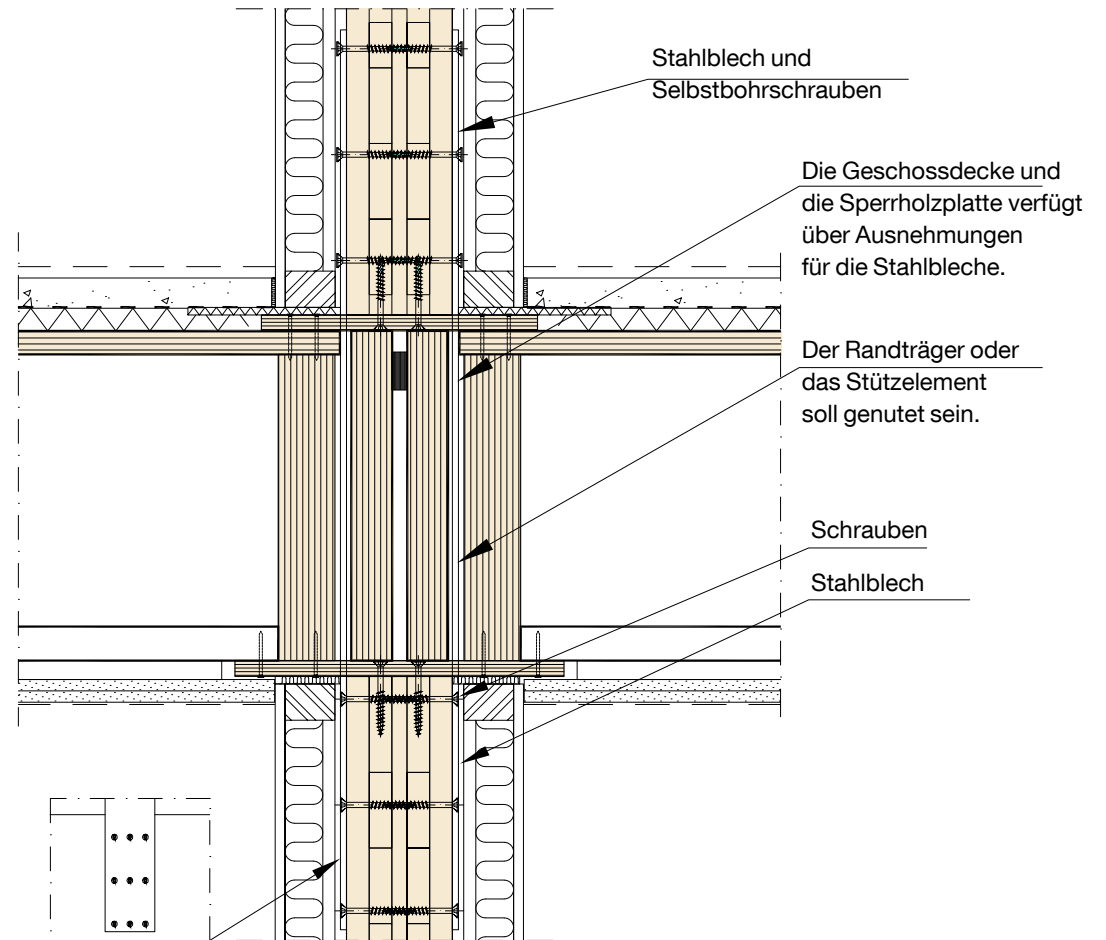 Stahlblech und
Selbstbohrschrauben
Die Geschossdecke und
die Sperrholzplatte verfügt
über Ausnehmungen
für die Stahlbleche.
Der Randträger oder
das Stützelement
soll genutet sein.
Schrauben
Stahlblech